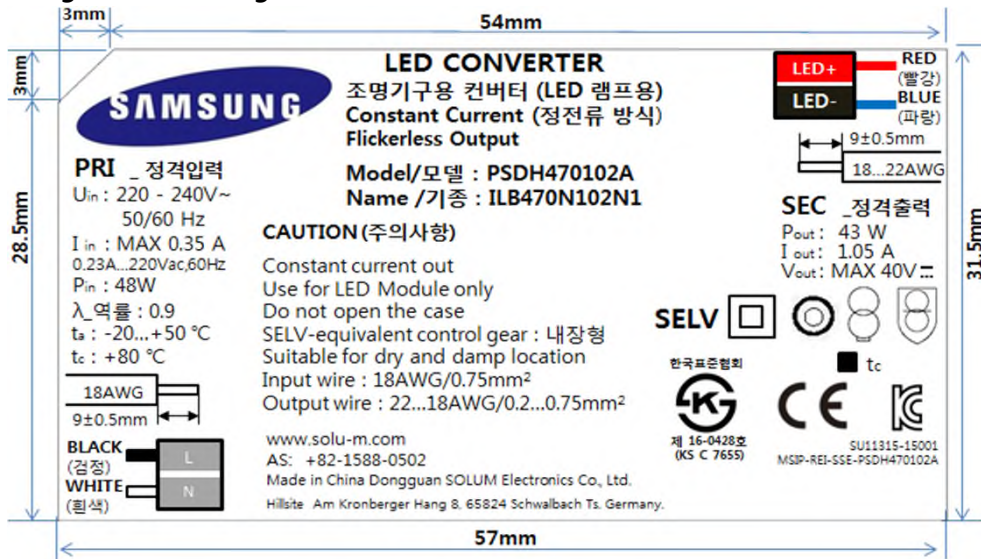 3mm
54mm
3mm
28.5mm
31.5mm
57mm
SAMSUNG
LED CONVERTER
조명기구용 컨버터 (LED 램프용)
Constant Current (정전류 방식)
Flickerless Output
Model/모델 : PSDH470102A
Name /기종 : ILB470N102N1
LED+
LED-
RED
(빨강)
BLUE
(파랑)
9±0.5mm
18...22AWG
PRI _ 정격입력
Uin : 220 - 240V~
50/60 Hz
I in : MAX 0.35 A
0.23A...220Vac,60Hz
Pin : 48W
λ_역률 : 0.9
ta : -20...+50 ℃
tc : +80 ℃
18AWG
9±0.5mm
BLACK
(검정)
WHITE
(흰색)
L
N
CAUTION (주의사항)
Constant current out
Use for LED Module only
Do not open the case
SELV-equivalent control gear : 내장형
Suitable for dry and damp location
Input wire : 18AWG/0.75mm²
Output wire : 22...18AWG/0.2...0.75mm²
www.solu-m.com
AS: +82-1588-0502
Made in China Dongguan SOLUM Electronics Co., Ltd.
Hillsite Am Kronberger Hang 8, 65824 Schwalbach Ts. Germany.
SEC _정격출력
Pout : 43 W
I out : 1.05 A
Vout : MAX 40V⎓
SELV
tc
한국표준협회
제 16-0428호
(KS C 7655)
CE
SU11315-15001
MSIP-REI-SSE-PSDH470102A